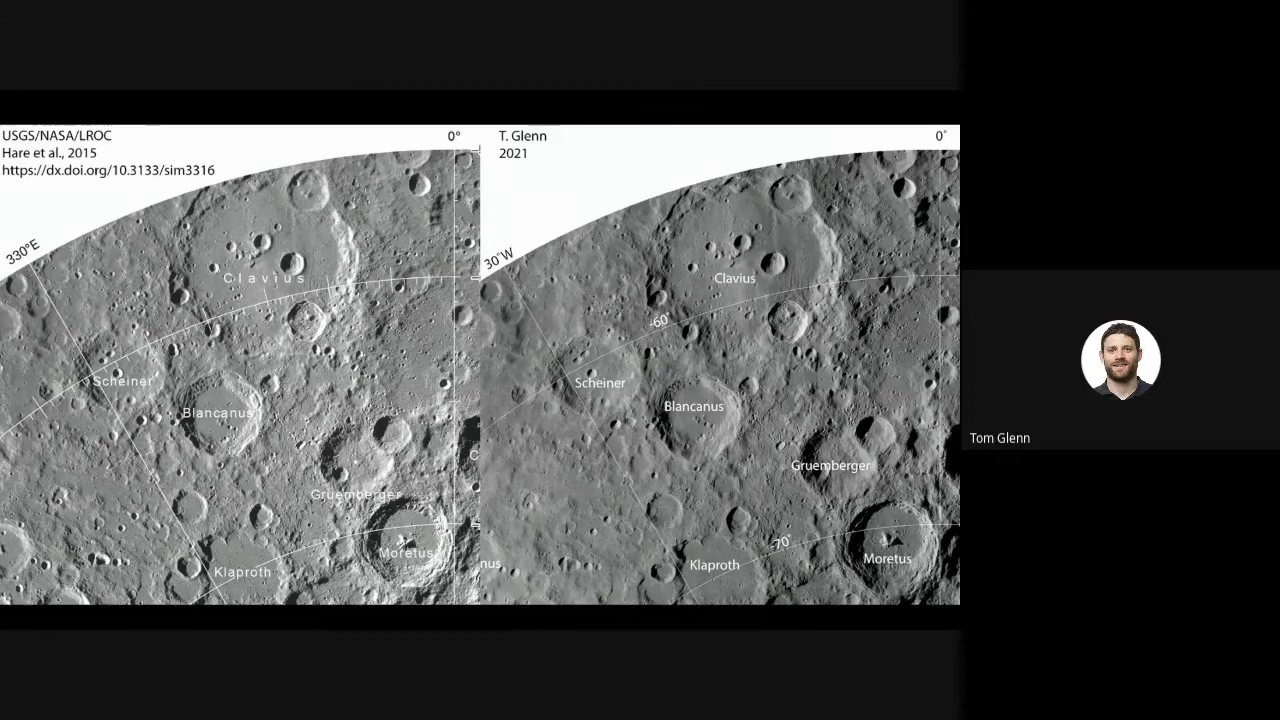 USGS/NASA/LROC
Hare et al., 2015
https://dx.doi.org/10.3133/sim3316
0°
330°E
Clavius
Scheiner
Blancanus
Gruemberger
Moretus
Klaproth
C
nus
T. Glenn
2021
0°
30°W
Clavius
-60°
Scheiner
Blancanus
Gruemberger
-70°
Moretus
Klaproth
Tom Glenn